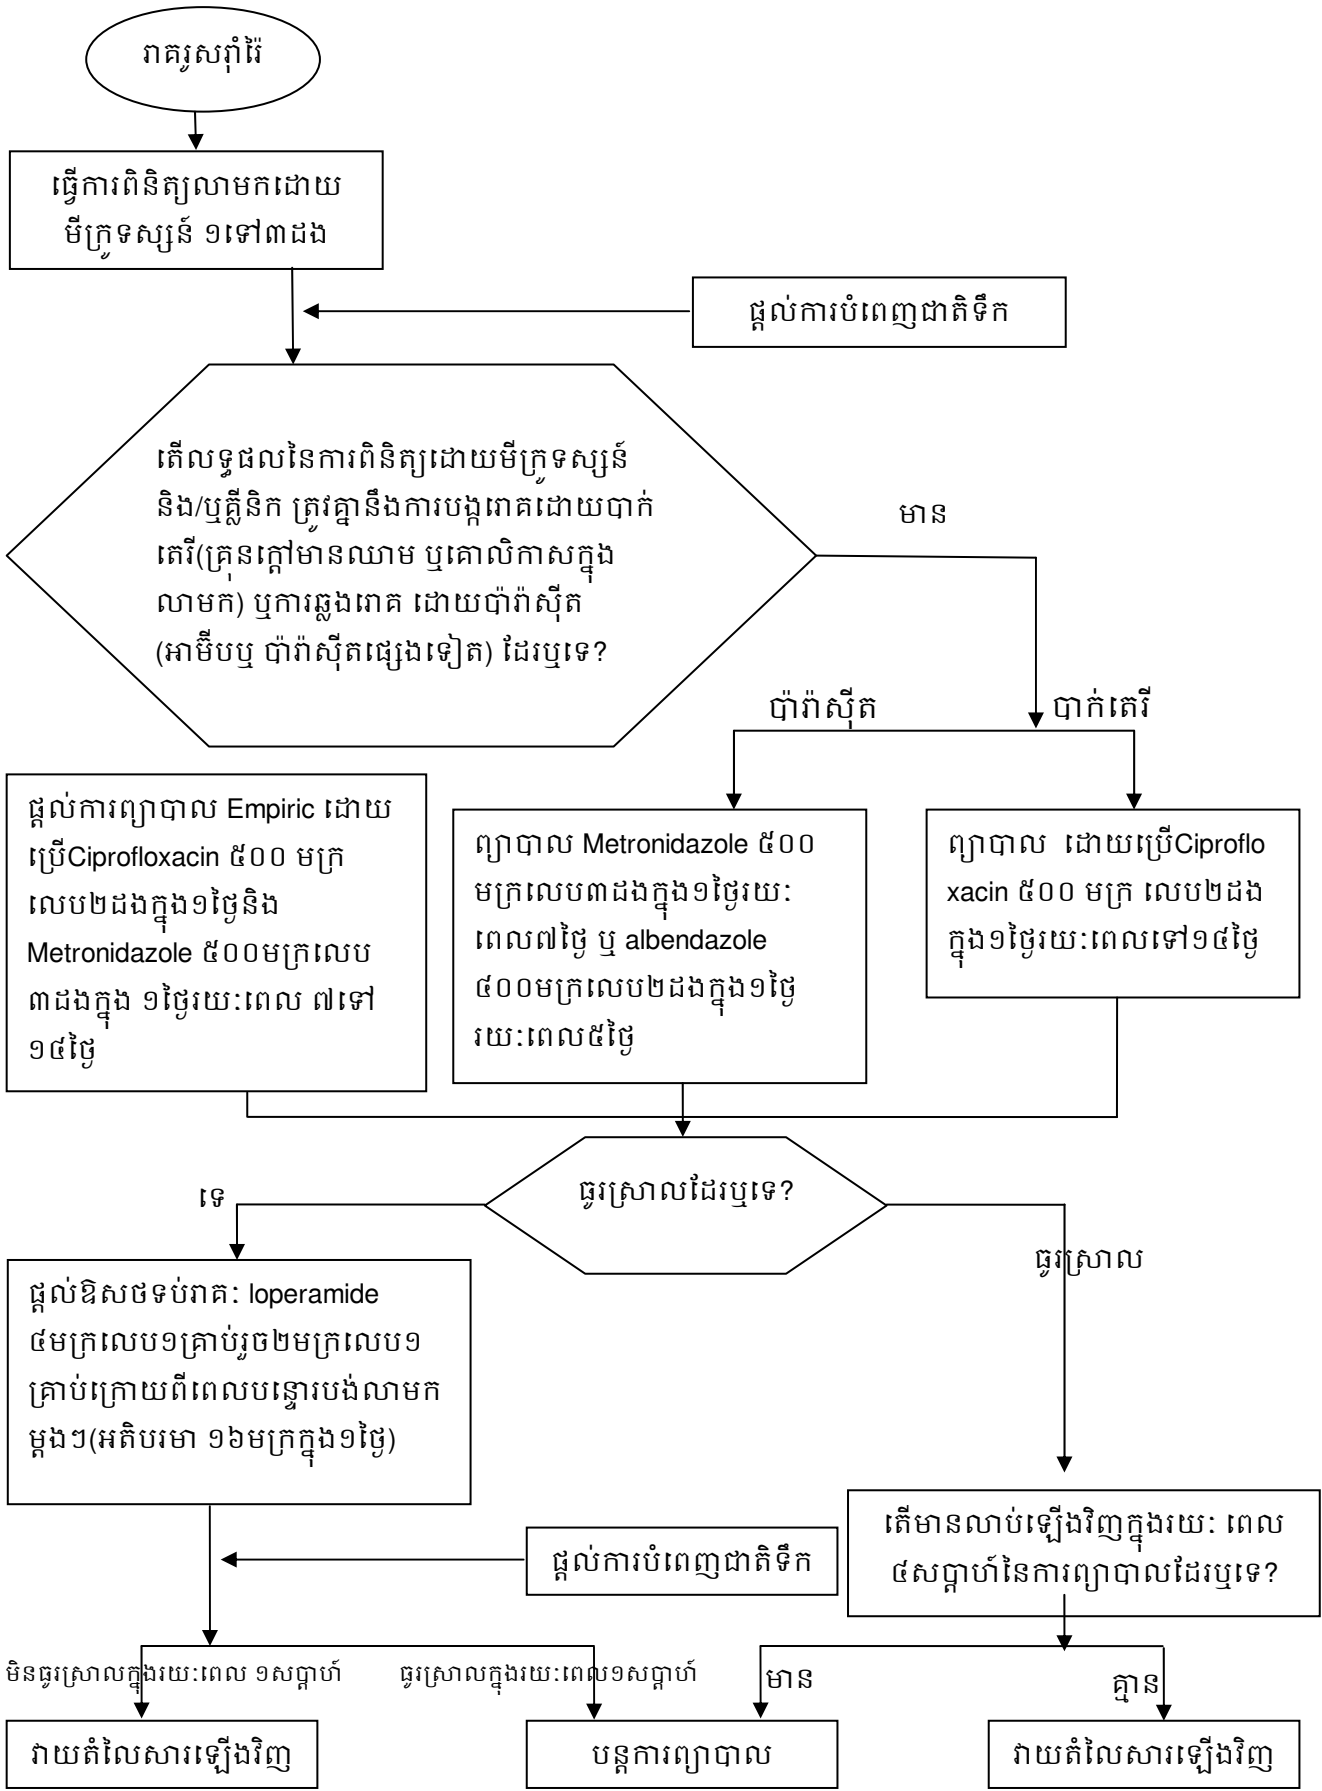 រាគរូសរ៉ាំរ៉ៃ
ធ្វើការពិនិត្យលាមកដោយ
មីក្រូទស្សន៍ ១ទៅ៣ដង
ផ្តល់ការបំពេញជាតិទឹក
តើលទ្ធផលនៃការពិនិត្យដោយមីក្រូទស្សន៍
និង/ឬគ្លីនិក ត្រូវគ្នានឹងការបង្ករោគដោយបាក់
តេរី(គ្រុនក្តៅមានឈាម ឬគោលិកាសក្នុង
លាមក) ឬការឆ្លងរោគ ដោយប៉ារ៉ាស៊ីត
(អាមីបឬ ប៉ារ៉ាស៊ីតផ្សេងទៀត) ដែរឬទេ?
មាន
ប៉ារ៉ាស៊ីត
បាក់តេរី
ផ្តល់ការព្យាបាល Empiric ដោយ
ប្រើCiprofloxacin ៥០០ មក្រ
លេប២ដងក្នុង១ថ្ងៃនិង
Metronidazole ៥០០មក្រលេប
៣ដងក្នុង ១ថ្ងៃរយៈពេល ៧ទៅ
១៤ថ្ងៃ
ព្យាបាល Metronidazole ៥០០
មក្រលេប៣ដងក្នុង១ថ្ងៃរយៈ
ពេល៧ថ្ងៃ ឬ albendazole
៤០០មក្រលេប២ដងក្នុង១ថ្ងៃ
រយៈពេល៥ថ្ងៃ
ព្យាបាល ដោយប្រើCiproflo
xacin ៥០០ មក្រ លេប២ដង
ក្នុង១ថ្ងៃរយៈពេលទៅ១៤ថ្ងៃ
ធូរស្រាលដែរឬទេ?
ទេ
ធូរស្រាល
ផ្តល់ឱសថទប់រាគៈ loperamide
៤មក្រលេប១គ្រាប់រួច២មក្រលេប១
គ្រាប់ក្រោយពីពេលបន្ទោរបង់លាមក
ម្តងៗ(អតិបរមា ១៦មក្រក្នុង១ថ្ងៃ)
តើមានលាប់ឡើងវិញក្នុងរយៈ ពេល
៤សប្តាហ៍នៃការព្យាបាលដែរឬទេ?
ផ្តល់ការបំពេញជាតិទឹក
មិនធូរស្រាលក្នុងរយៈពេល ១សប្តាហ៍
ធូរស្រាលក្នុងរយៈពេល១សប្តាហ៍
មាន
គ្មាន
វាយតំលៃសារឡើងវិញ
បន្តការព្យាបាល
វាយតំលៃសារឡើងវិញ